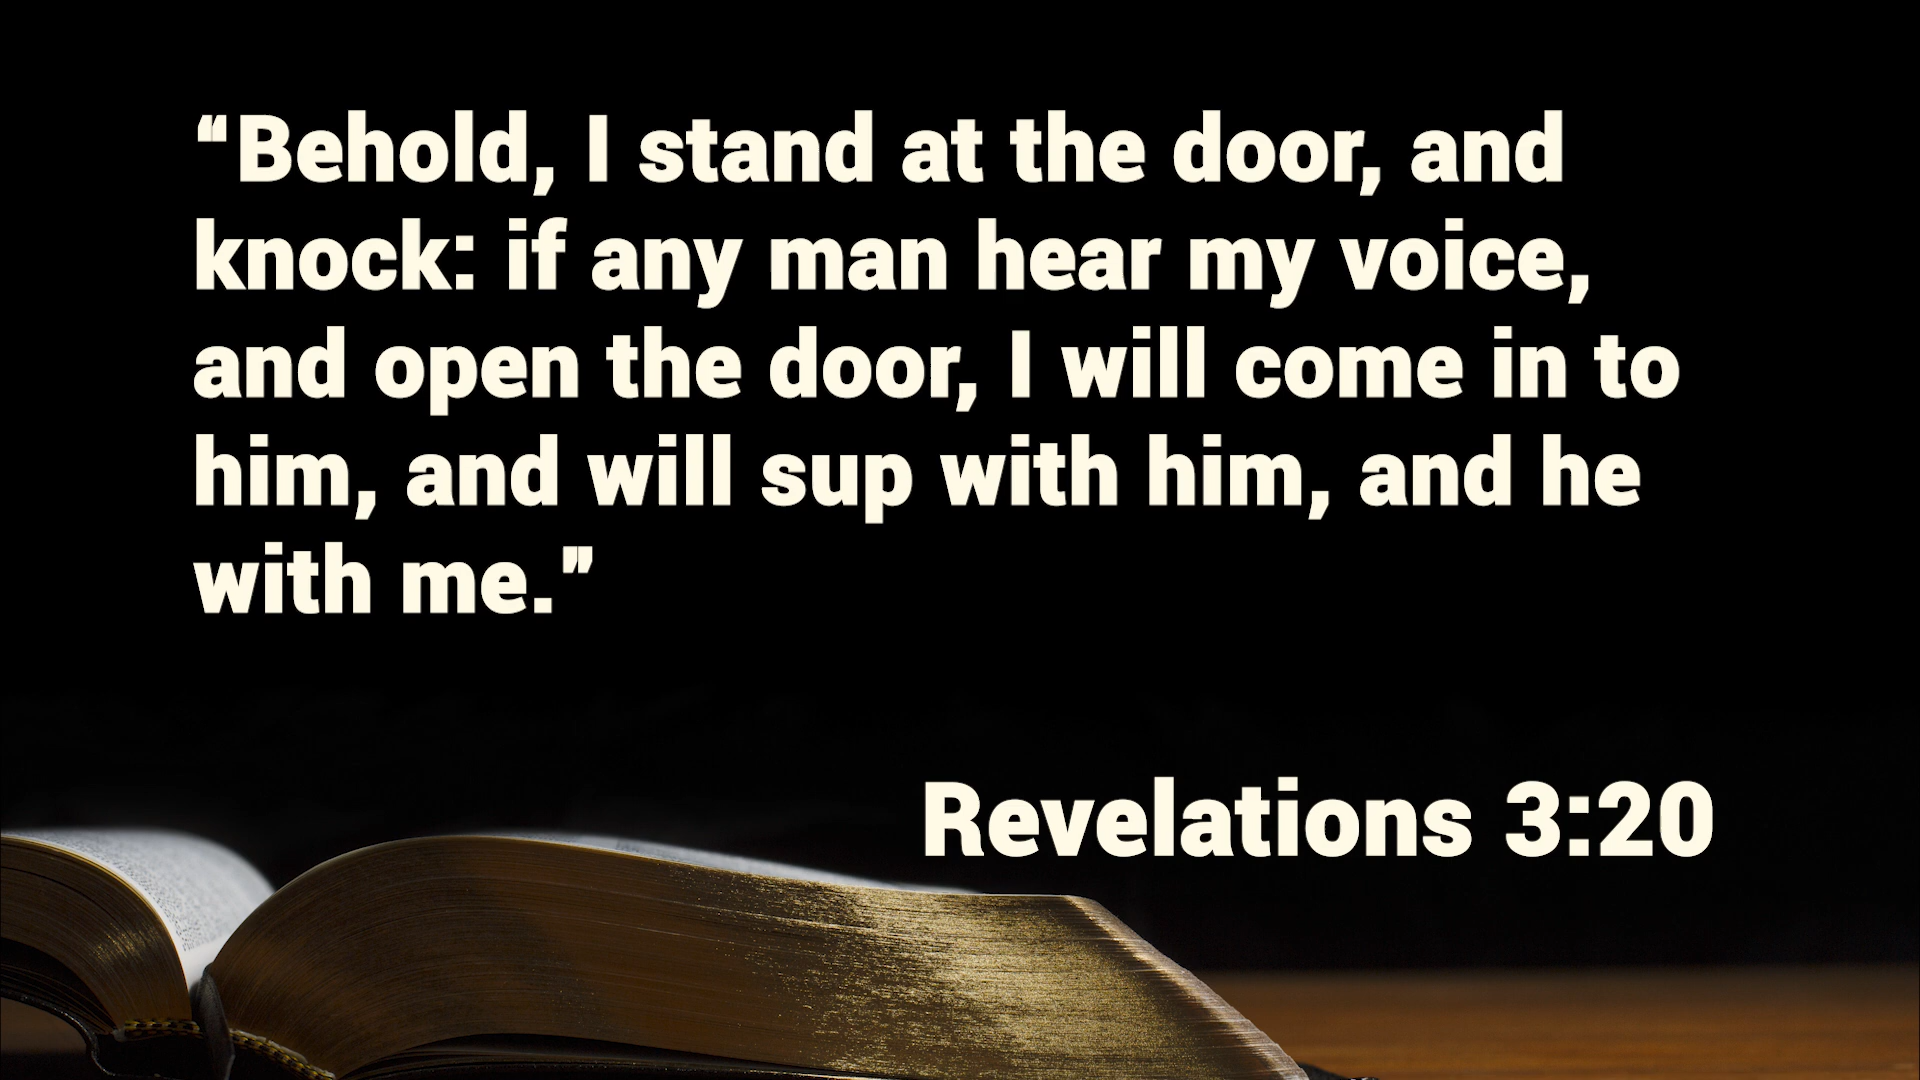 “Behold, I stand at the door, and
knock: if any man hear my voice,
and open the door, I will come in to
him, and will sup with him, and he
with me.”
Revelations 3:20